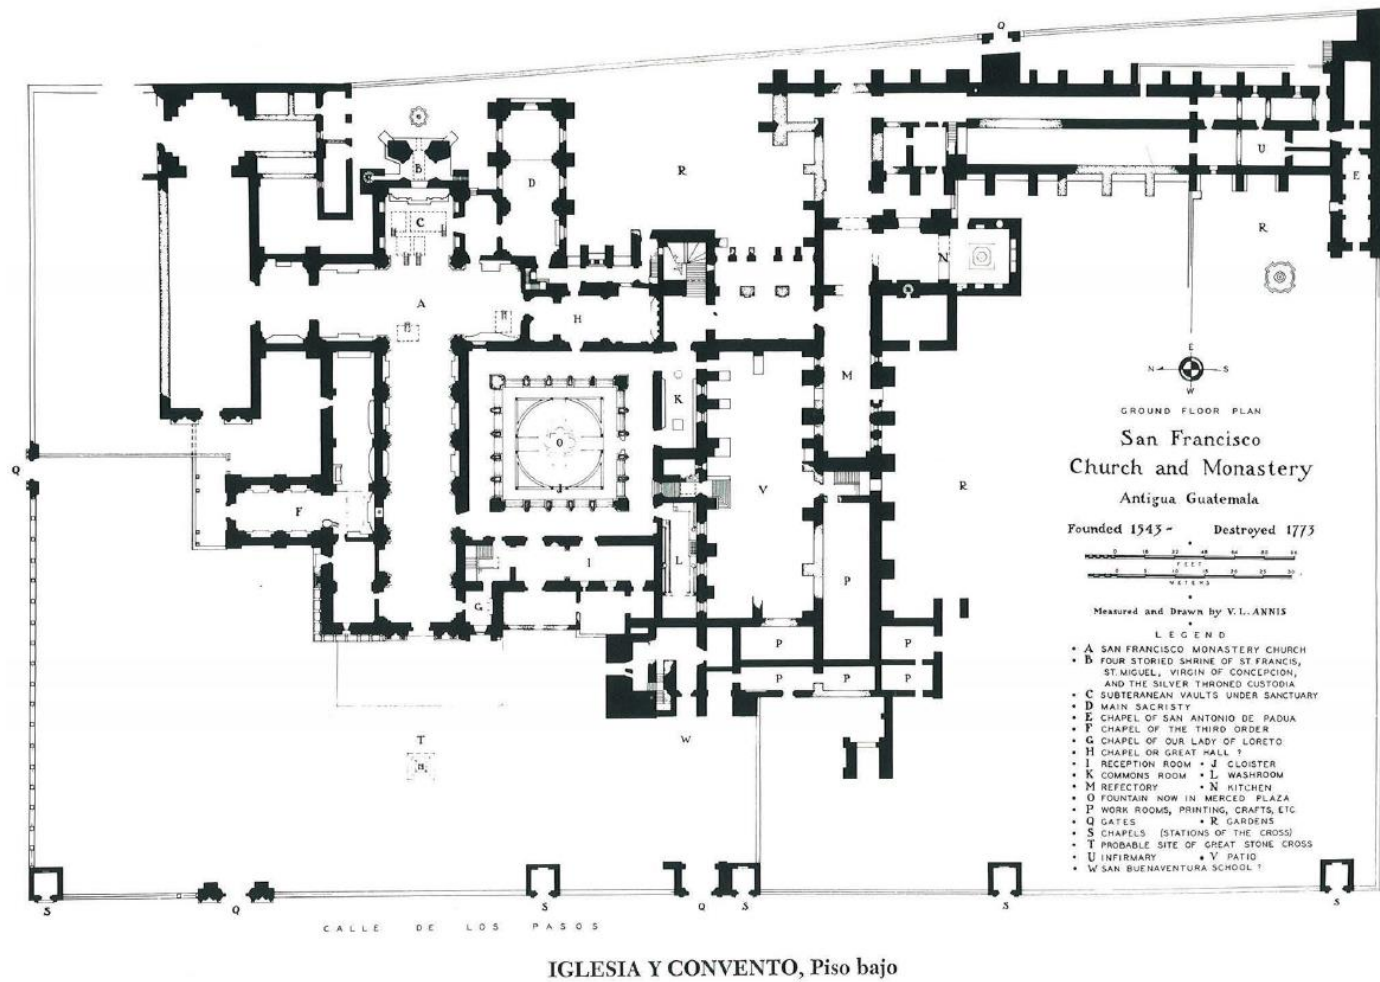 Q
Q
B
D
R
C
U
E
R
N
A
H
E
N S
W
M
GROUND FLOOR PLAN
San Francisco
Church and Monastery
Antigua Guatemala
Founded 1543 - Destroyed 1773
FEET
METERS
Measured and Drawn by V.L. ANNIS
LEGEND
• A SAN FRANCISCO MONASTERY CHURCH
• B FOUR STORIED SHRINE OF ST. FRANCIS,
ST. MIGUEL, VIRGIN OF CONCEPCION,
AND THE SILVER THRONED CUSTODIA
• C SUBTERANEAN VAULTS UNDER SANCTUARY
• D MAIN SACRISTY
• E CHAPEL OF SAN ANTONIO DE PADUA
• F CHAPEL OF THE THIRD ORDER
• G CHAPEL OF OUR LADY OF LORETO
• H CHAPEL OR GREAT HALL ?
• I RECEPTION ROOM • J CLOISTER
• K COMMONS ROOM • L WASHROOM
• M REFECTORY • N KITCHEN
• O FOUNTAIN NOW IN MERCED PLAZA
• P WORK ROOMS, PRINTING, CRAFTS, ETC.
• Q GATES • R GARDENS
• S CHAPELS (STATIONS OF THE CROSS)
• T PROBABLE SITE OF GREAT STONE CROSS
• U INFIRMARY • V PATIO
• W SAN BUENAVENTURA SCHOOL ?
K
O
J
V
R
F
I
L
P
G
P P
P P P
W
T
S Q S Q S S S
CALLE DE LOS PASOS
IGLESIA Y CONVENTO, Piso bajo